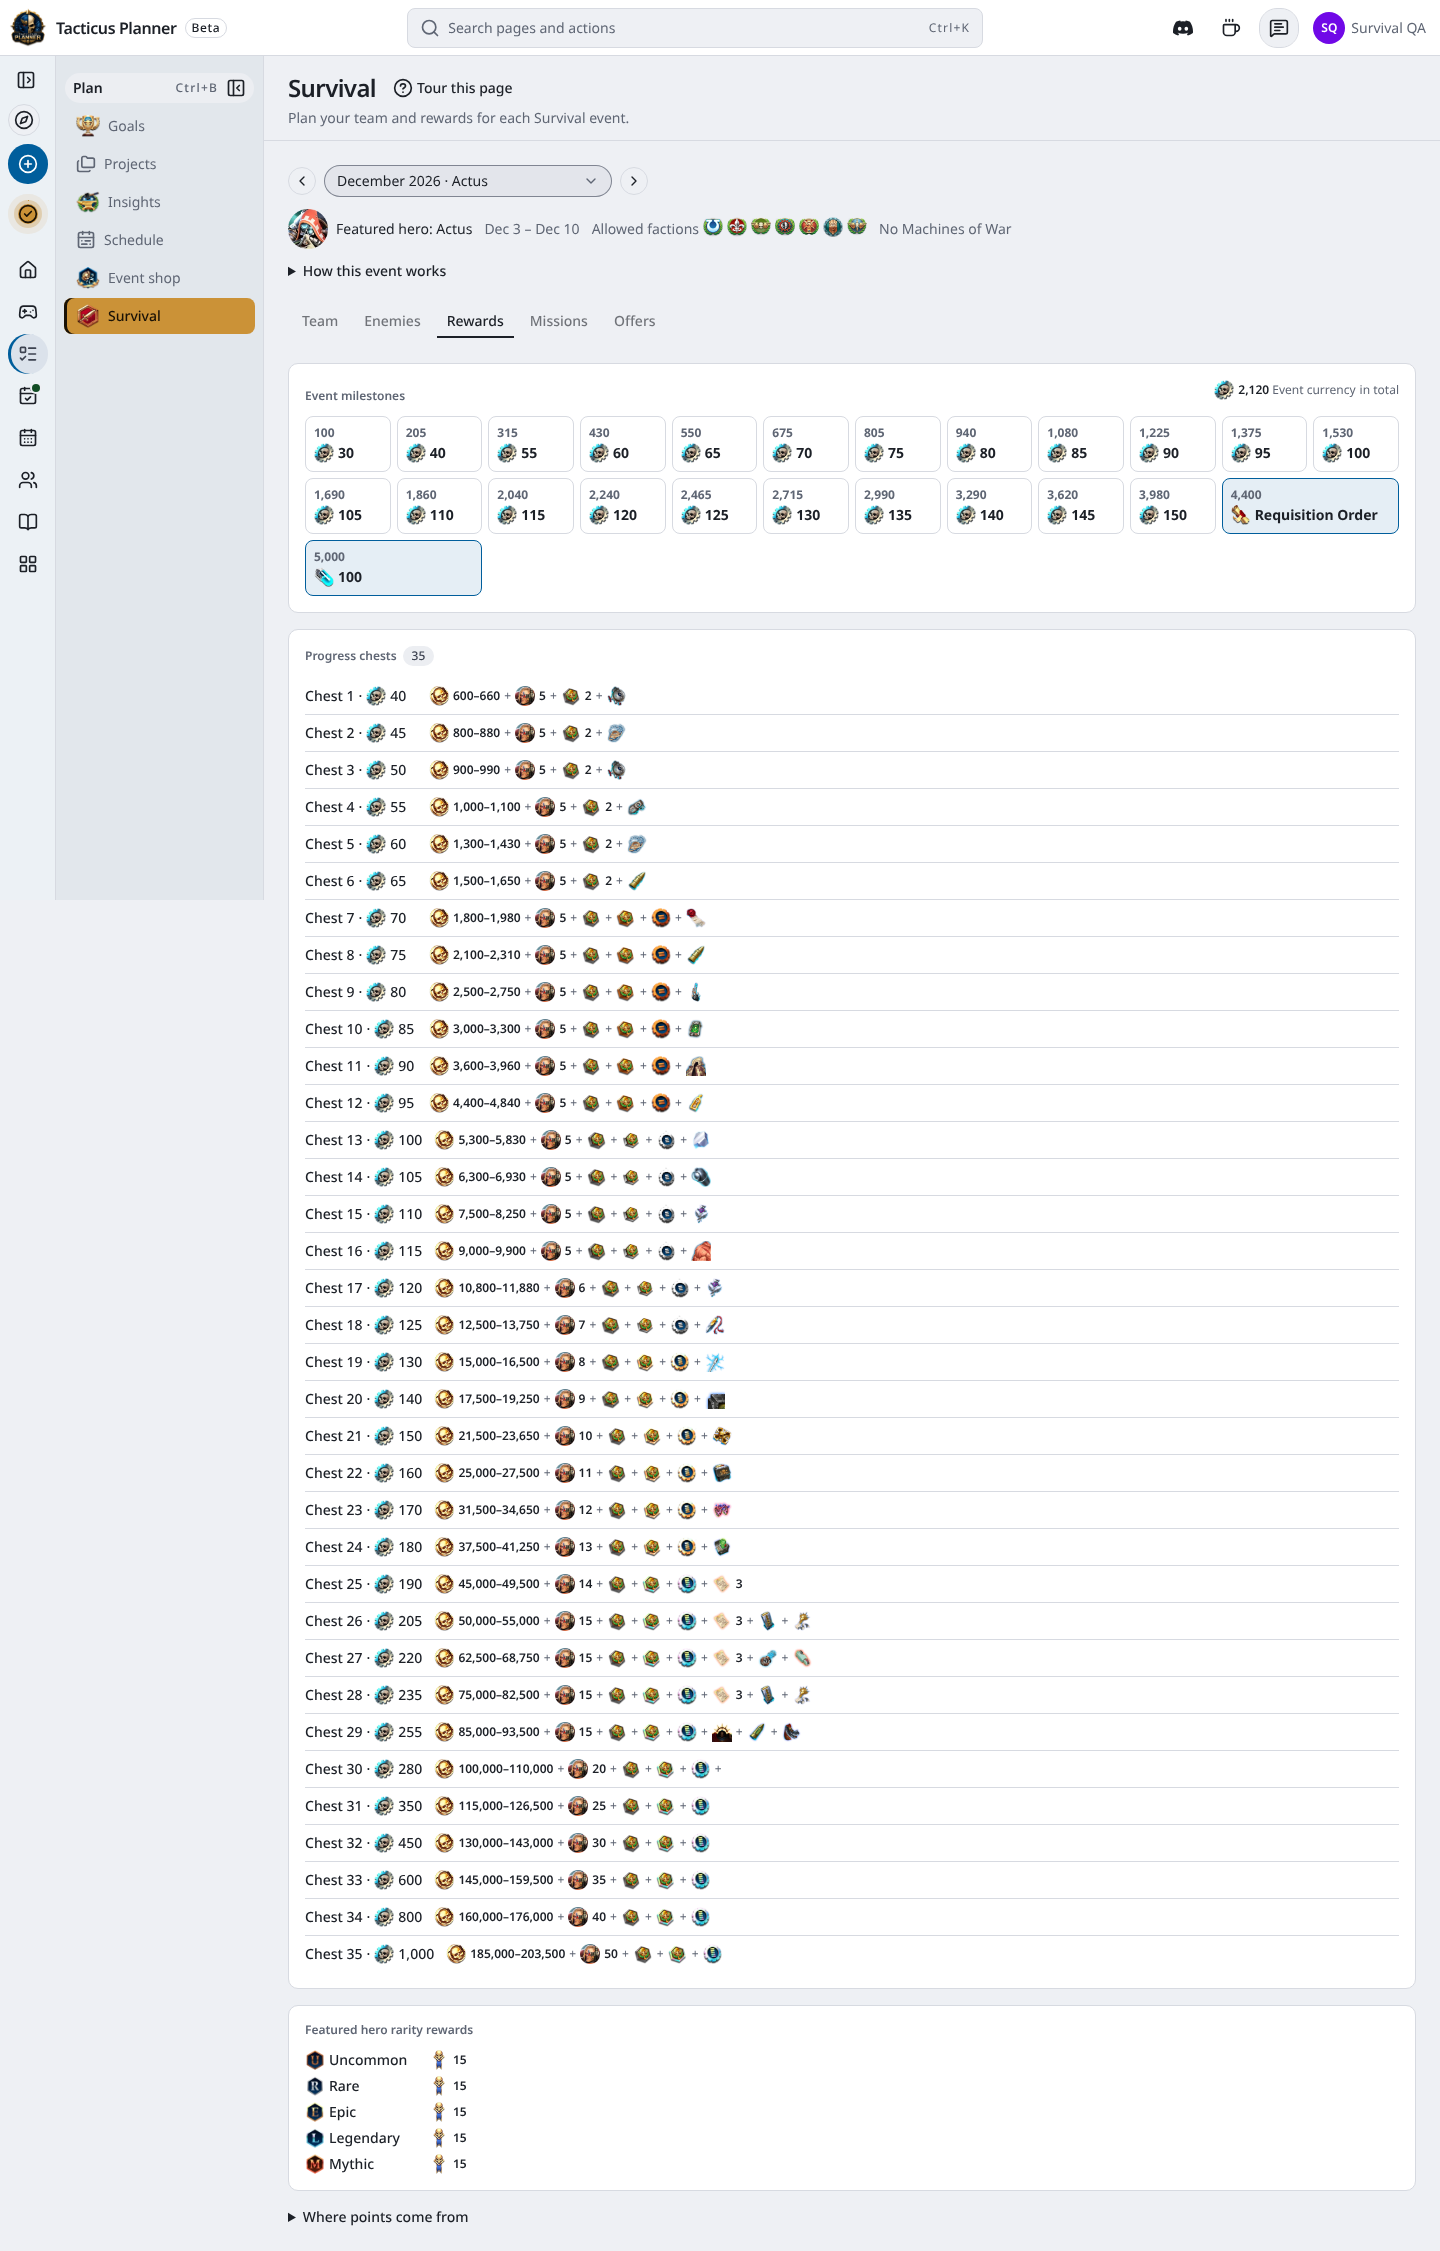 Tacticus Planner Beta
Search pages and actions Ctrl+K
SQ Survival QA
Plan Ctrl+B
Goals
Projects
Insights
Schedule
Event shop
Survival
Survival Tour this page
Plan your team and rewards for each Survival event.
December 2026 · Actus
Featured hero: Actus Dec 3 – Dec 10 Allowed factions No Machines of War
How this event works
Team Enemies Rewards Missions Offers
Event milestones 2,120 Event currency in total
100 205 315 430 550 675 805 940 1,080 1,225 1,375 1,530
30 40 55 60 65 70 75 80 85 90 95 100
1,690 1,860 2,040 2,240 2,465 2,715 2,990 3,290 3,620 3,980 4,400
105 110 115 120 125 130 135 140 145 150 Requisition Order
5,000
100
Progress chests 35
Chest 1 · 40 600–660 + 5 + 2 +
Chest 2 · 45 800–880 + 5 + 2 +
Chest 3 · 50 900–990 + 5 + 2 +
Chest 4 · 55 1,000–1,100 + 5 + 2 +
Chest 5 · 60 1,300–1,430 + 5 + 2 +
Chest 6 · 65 1,500–1,650 + 5 + 2 +
Chest 7 · 70 1,800–1,980 + 5 + + + +
Chest 8 · 75 2,100–2,310 + 5 + + + +
Chest 9 · 80 2,500–2,750 + 5 + + + +
Chest 10 · 85 3,000–3,300 + 5 + + + +
Chest 11 · 90 3,600–3,960 + 5 + + + +
Chest 12 · 95 4,400–4,840 + 5 + + + +
Chest 13 · 100 5,300–5,830 + 5 + + + +
Chest 14 · 105 6,300–6,930 + 5 + + + +
Chest 15 · 110 7,500–8,250 + 5 + + + +
Chest 16 · 115 9,000–9,900 + 5 + + + +
Chest 17 · 120 10,800–11,880 + 6 + + + +
Chest 18 · 125 12,500–13,750 + 7 + + + +
Chest 19 · 130 15,000–16,500 + 8 + + + +
Chest 20 · 140 17,500–19,250 + 9 + + + +
Chest 21 · 150 21,500–23,650 + 10 + + + +
Chest 22 · 160 25,000–27,500 + 11 + + + +
Chest 23 · 170 31,500–34,650 + 12 + + + +
Chest 24 · 180 37,500–41,250 + 13 + + + +
Chest 25 · 190 45,000–49,500 + 14 + + + + 3
Chest 26 · 205 50,000–55,000 + 15 + + + + 3 + +
Chest 27 · 220 62,500–68,750 + 15 + + + + 3 + +
Chest 28 · 235 75,000–82,500 + 15 + + + + 3 + +
Chest 29 · 255 85,000–93,500 + 15 + + + + + +
Chest 30 · 280 100,000–110,000 + 20 + + + +
Chest 31 · 350 115,000–126,500 + 25 + + +
Chest 32 · 450 130,000–143,000 + 30 + + +
Chest 33 · 600 145,000–159,500 + 35 + + +
Chest 34 · 800 160,000–176,000 + 40 + + +
Chest 35 · 1,000 185,000–203,500 + 50 + + +
Featured hero rarity rewards
U Uncommon 15
R Rare 15
E Epic 15
L Legendary 15
M Mythic 15
Where points come from